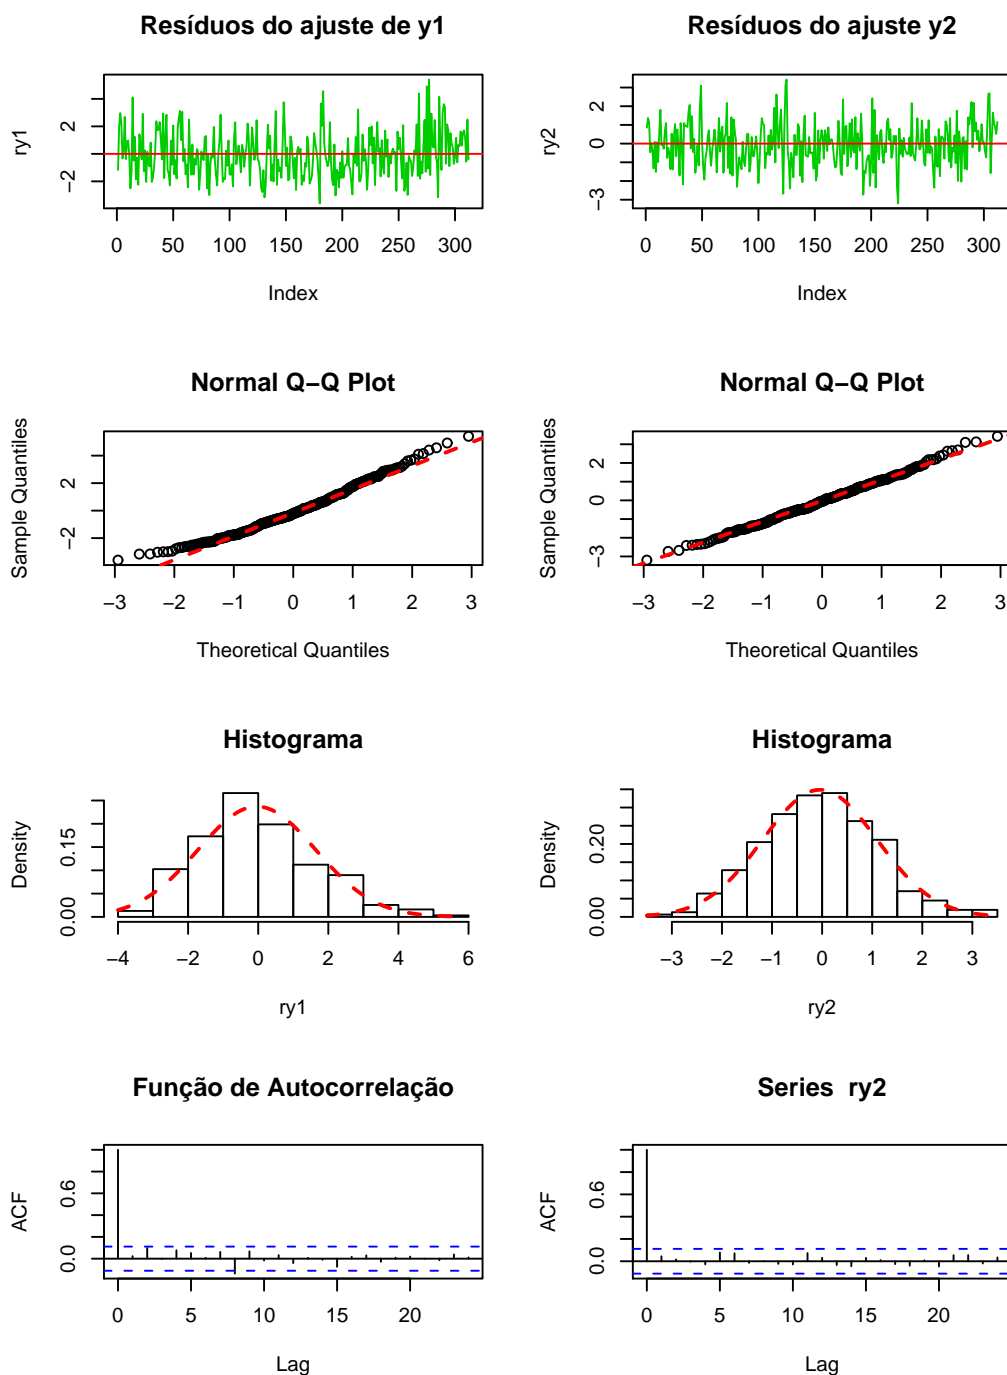 Resíduos do ajuste de y1
ry1
2
−2
0 50 100 150 200 250 300
Index
Resíduos do ajuste y2
ry2
2
0
−3
0 50 100 150 200 250 300
Index
Normal Q−Q Plot
Sample Quantiles
2
−2
−3 −2 −1 0 1 2 3
Theoretical Quantiles
Normal Q−Q Plot
Sample Quantiles
2
0
−3
−3 −2 −1 0 1 2 3
Theoretical Quantiles
Histograma
Density
0.15
0.00
−4 −2 0 2 4 6
ry1
Histograma
Density
0.20
0.00
−3 −2 −1 0 1 2 3
ry2
Função de Autocorrelação
ACF
0.6
0.0
0 5 10 15 20
Lag
Series ry2
ACF
0.6
0.0
0 5 10 15 20
Lag